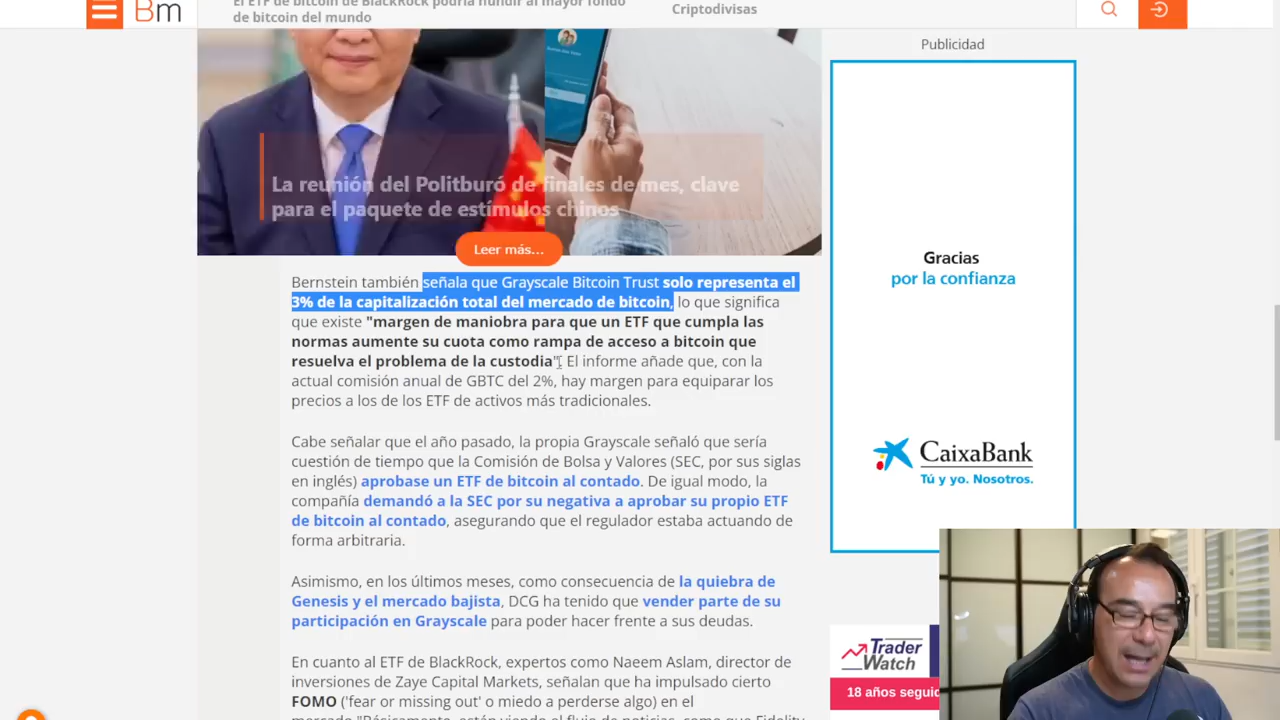 El ETF de bitcoin de BlackRock podría hundir al mayor fondo
de bitcoin del mundo
Bm
Criptodivisas
Publicidad
La reunión del Politburó de finales de mes, clave
para el paquete de estímulos chinos
Leer más...
Bernstein también señala que Grayscale Bitcoin Trust solo representa el
3% de la capitalización total del mercado de bitcoin, lo que significa
que existe "margen de maniobra para que un ETF que cumpla las
normas aumente su cuota como rampa de acceso a bitcoin que
resuelva el problema de la custodia". El informe añade que, con la
actual comisión anual de GBTC del 2%, hay margen para equiparar los
precios a los de los ETF de activos más tradicionales.
Cabe señalar que el año pasado, la propia Grayscale señaló que sería
cuestión de tiempo que la Comisión de Bolsa y Valores (SEC, por sus siglas
en inglés) aprobase un ETF de bitcoin al contado. De igual modo, la
compañía demandó a la SEC por su negativa a aprobar su propio ETF
de bitcoin al contado, asegurando que el regulador estaba actuando de
forma arbitraria.
Asimismo, en los últimos meses, como consecuencia de la quiebra de
Genesis y el mercado bajista, DCG ha tenido que vender parte de su
participación en Grayscale para poder hacer frente a sus deudas.
En cuanto al ETF de BlackRock, expertos como Naeem Aslam, director de
inversiones de Zaye Capital Markets, señalan que ha impulsado cierto
FOMO ('fear or missing out' o miedo a perderse algo) en el
mercado "Básicamente, están viendo el flujo de noticias, como que Fidelity
Gracias
por la confianza
CaixaBank
Tú y yo. Nosotros.
Trader
Watch
18 años